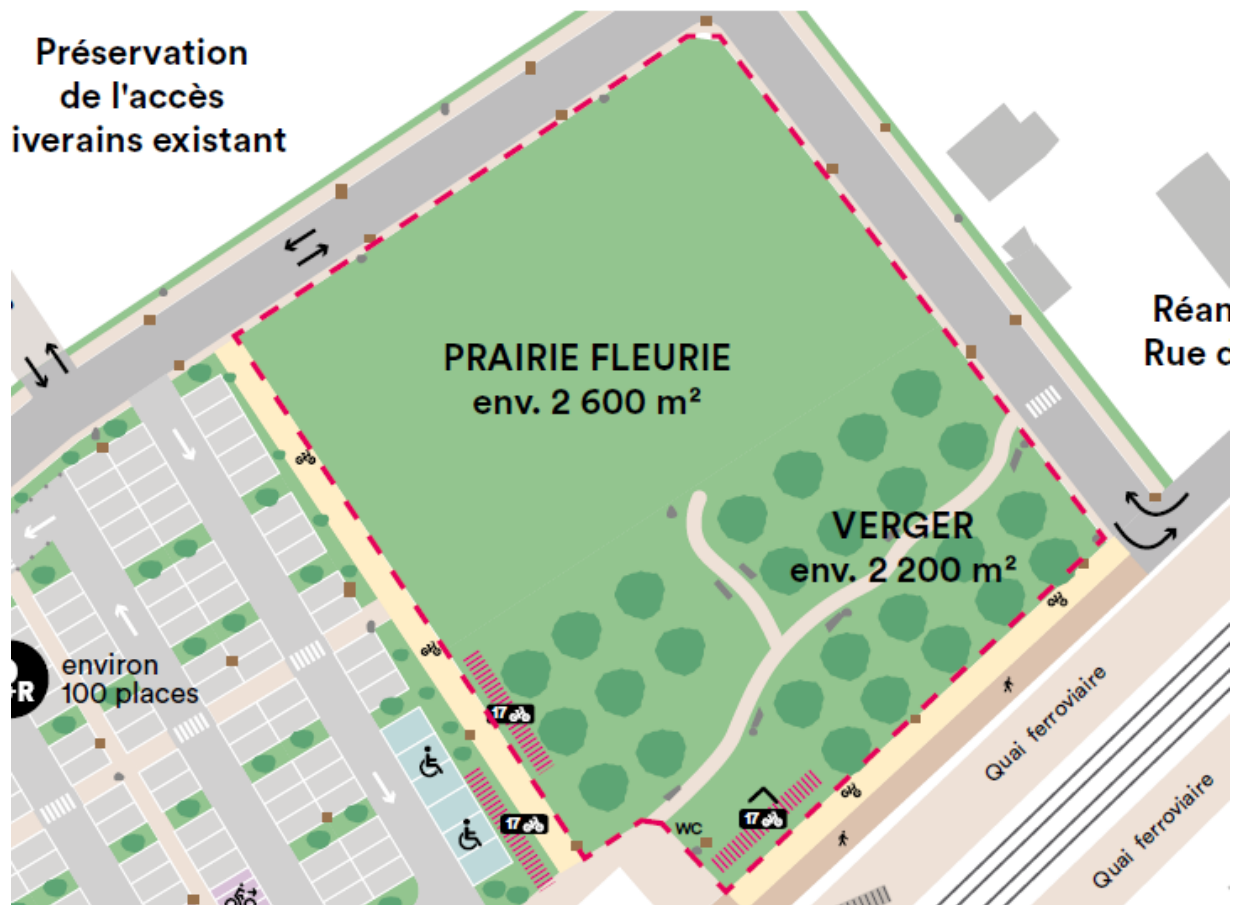 Préservation
de l'accès
iverains existant
PRAIRIE FLEURIE
env. 2 600 m²
Réan
Rue d
VERGER
env. 2 200 m²
environ
100 places
+R
17
17
17
WC
Quai ferroviaire
Quai ferroviaire